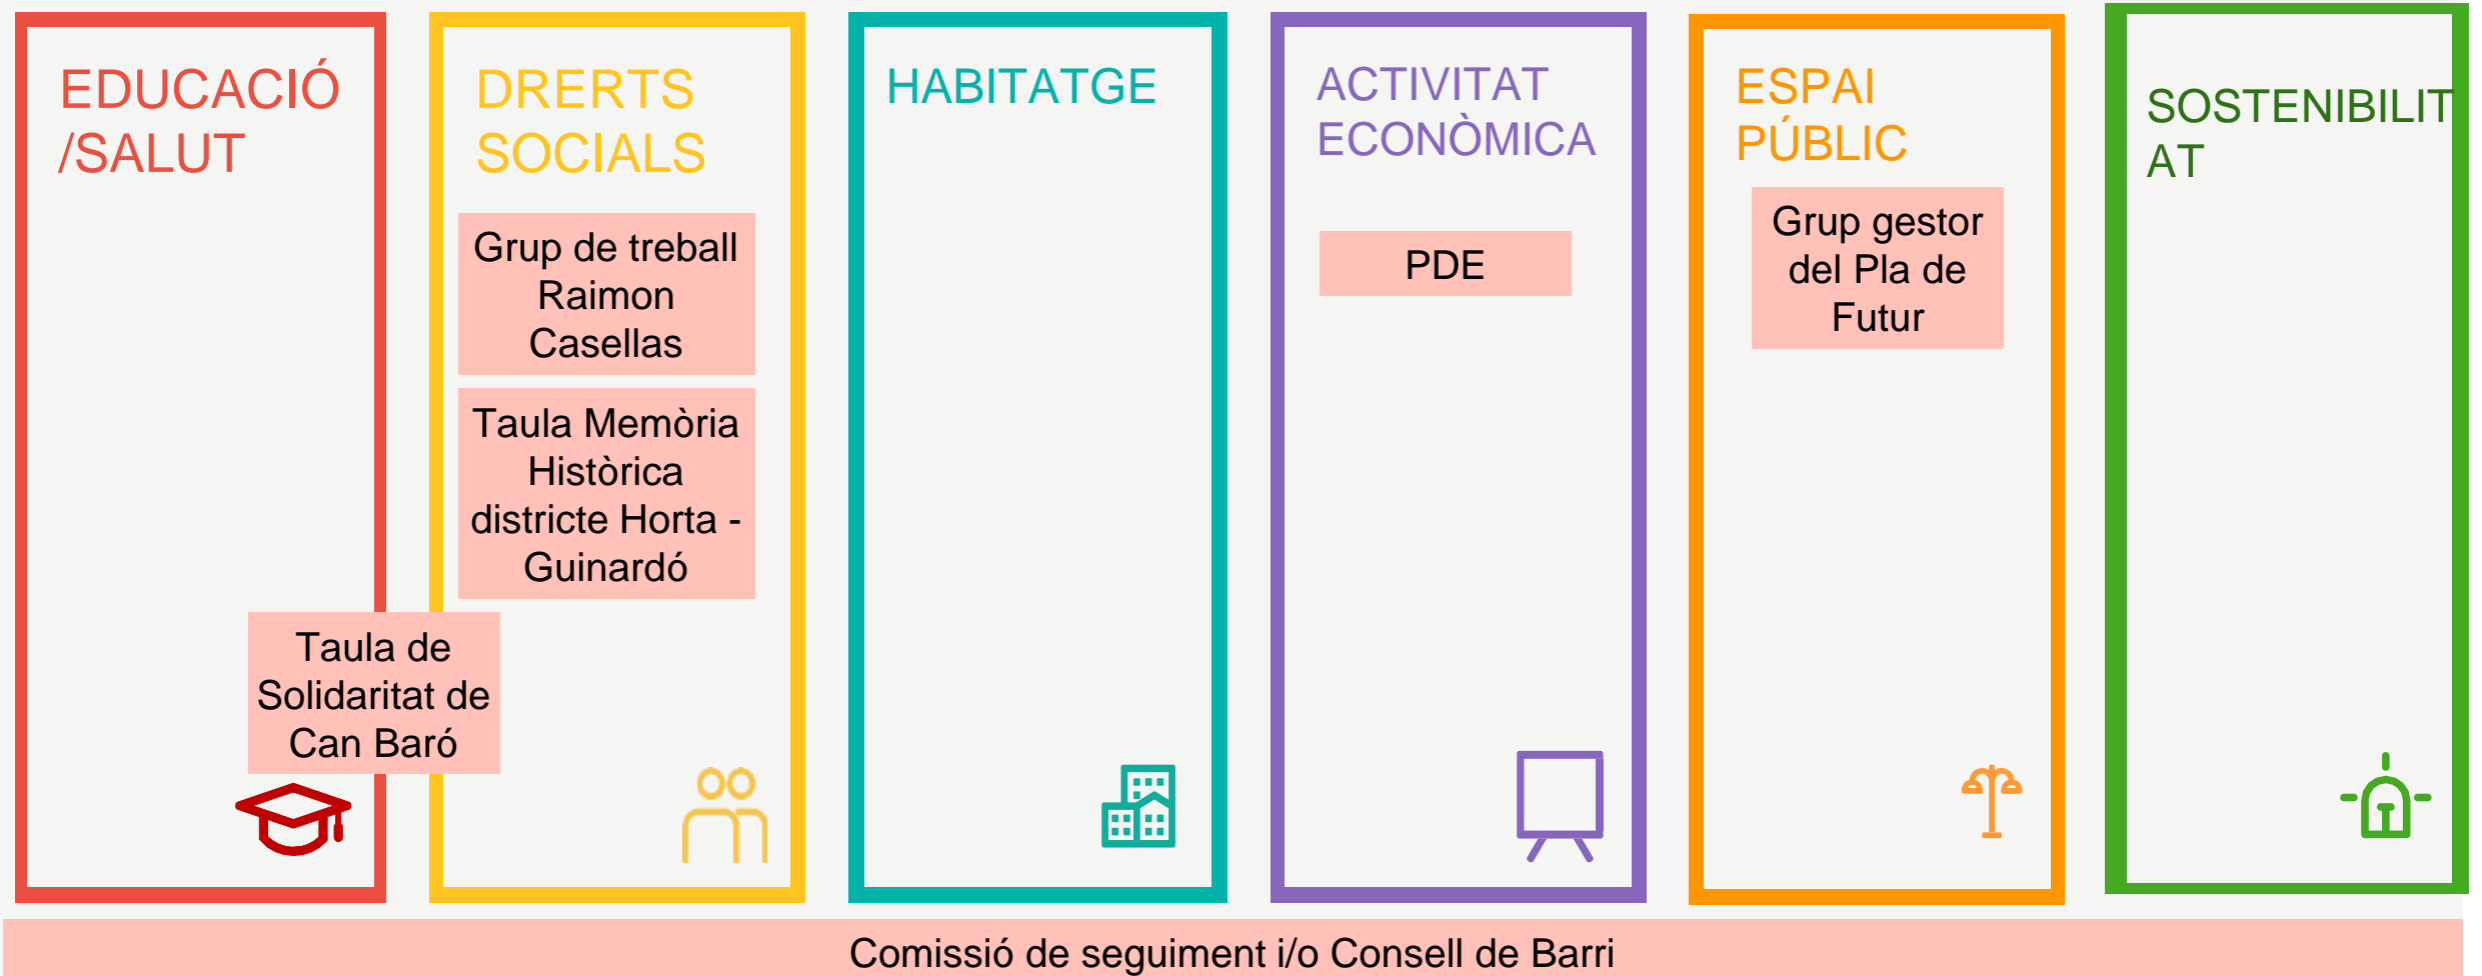 EDUCACIÓ
/SALUT
DRERTS
SOCIALS
Grup de treball
Raimon
Casellas
Taula Memòria
Històrica
districte Horta -
Guinardó
Taula de
Solidaritat de
Can Baró
HABITATGE
ACTIVITAT
ECONÒMICA
PDE
ESPAI
PÚBLIC
Grup gestor
del Pla de
Futur
SOSTENIBILIT
AT
Comissió de seguiment i/o Consell de Barri